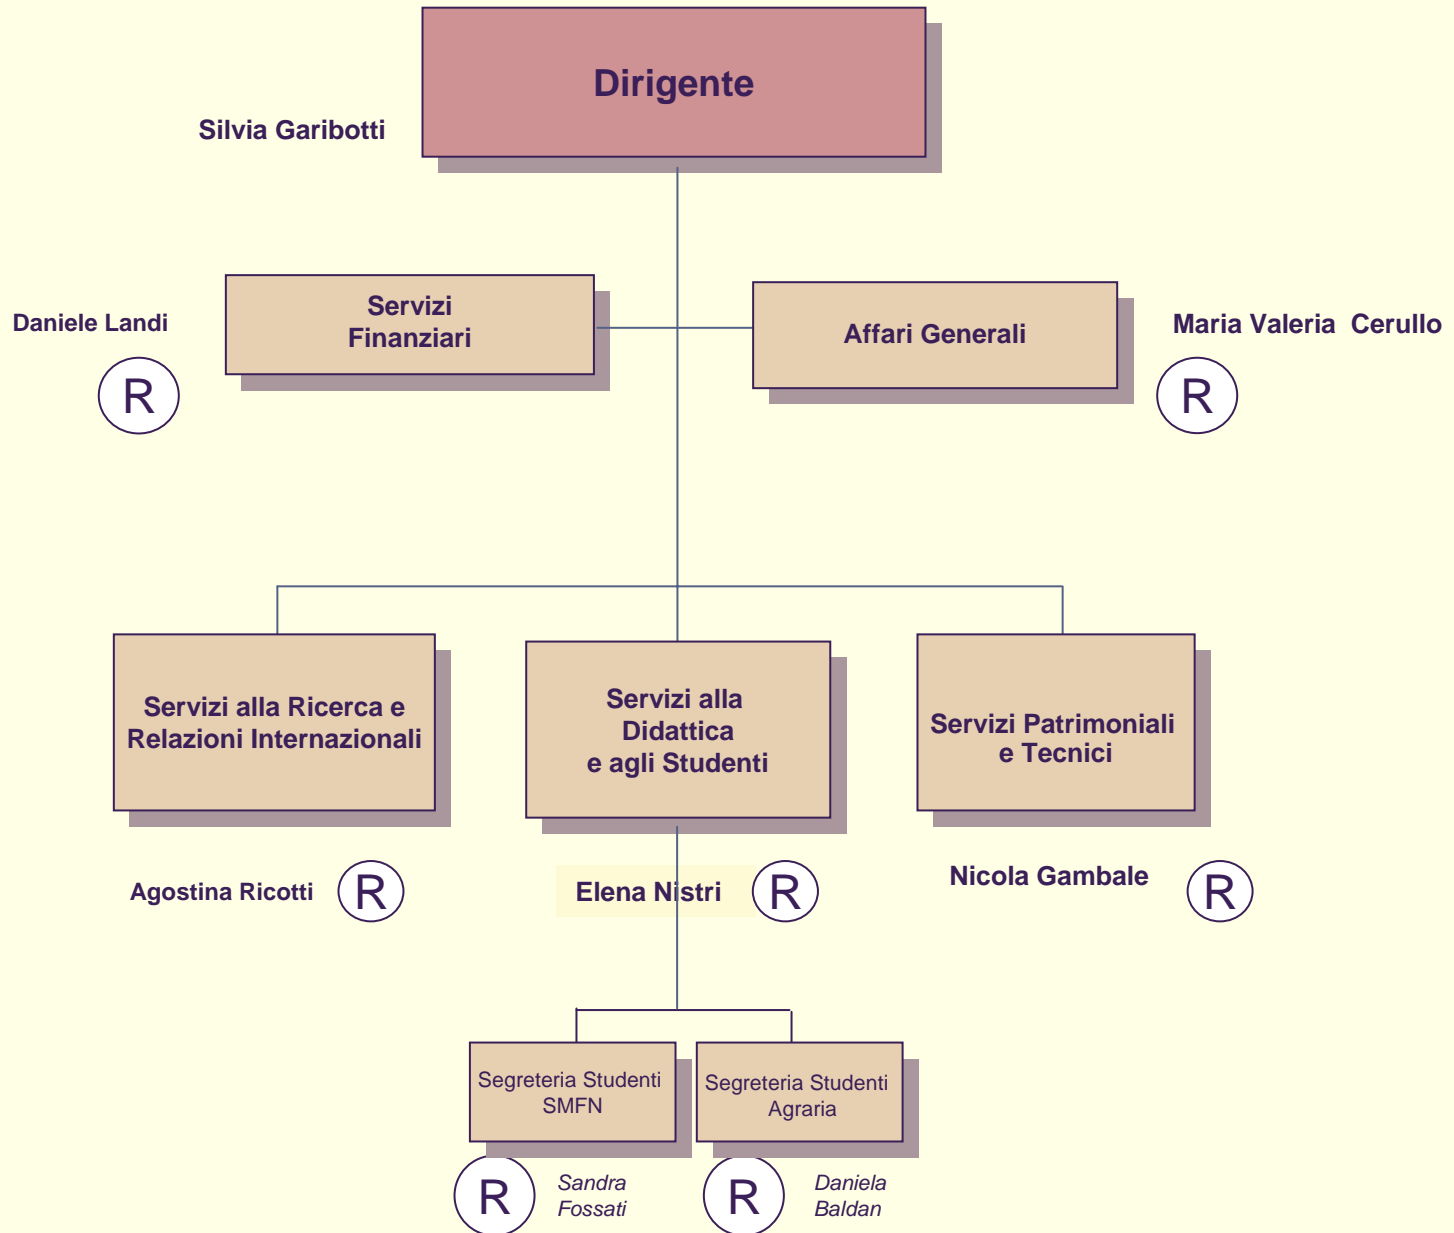 Dirigente
Silvia Garibotti
Servizi
Finanziari
Daniele Landi
R
Affari Generali
Maria Valeria Cerullo
R
Servizi alla Ricerca e
Relazioni Internazionali
Agostina Ricotti
R
Servizi alla
Didattica
e agli Studenti
Elena Nistri
R
Servizi Patrimoniali
e Tecnici
Nicola Gambale
R
Segreteria Studenti
SMFN
R
Sandra
Fossati
Segreteria Studenti
Agraria
R
Daniela
Baldan